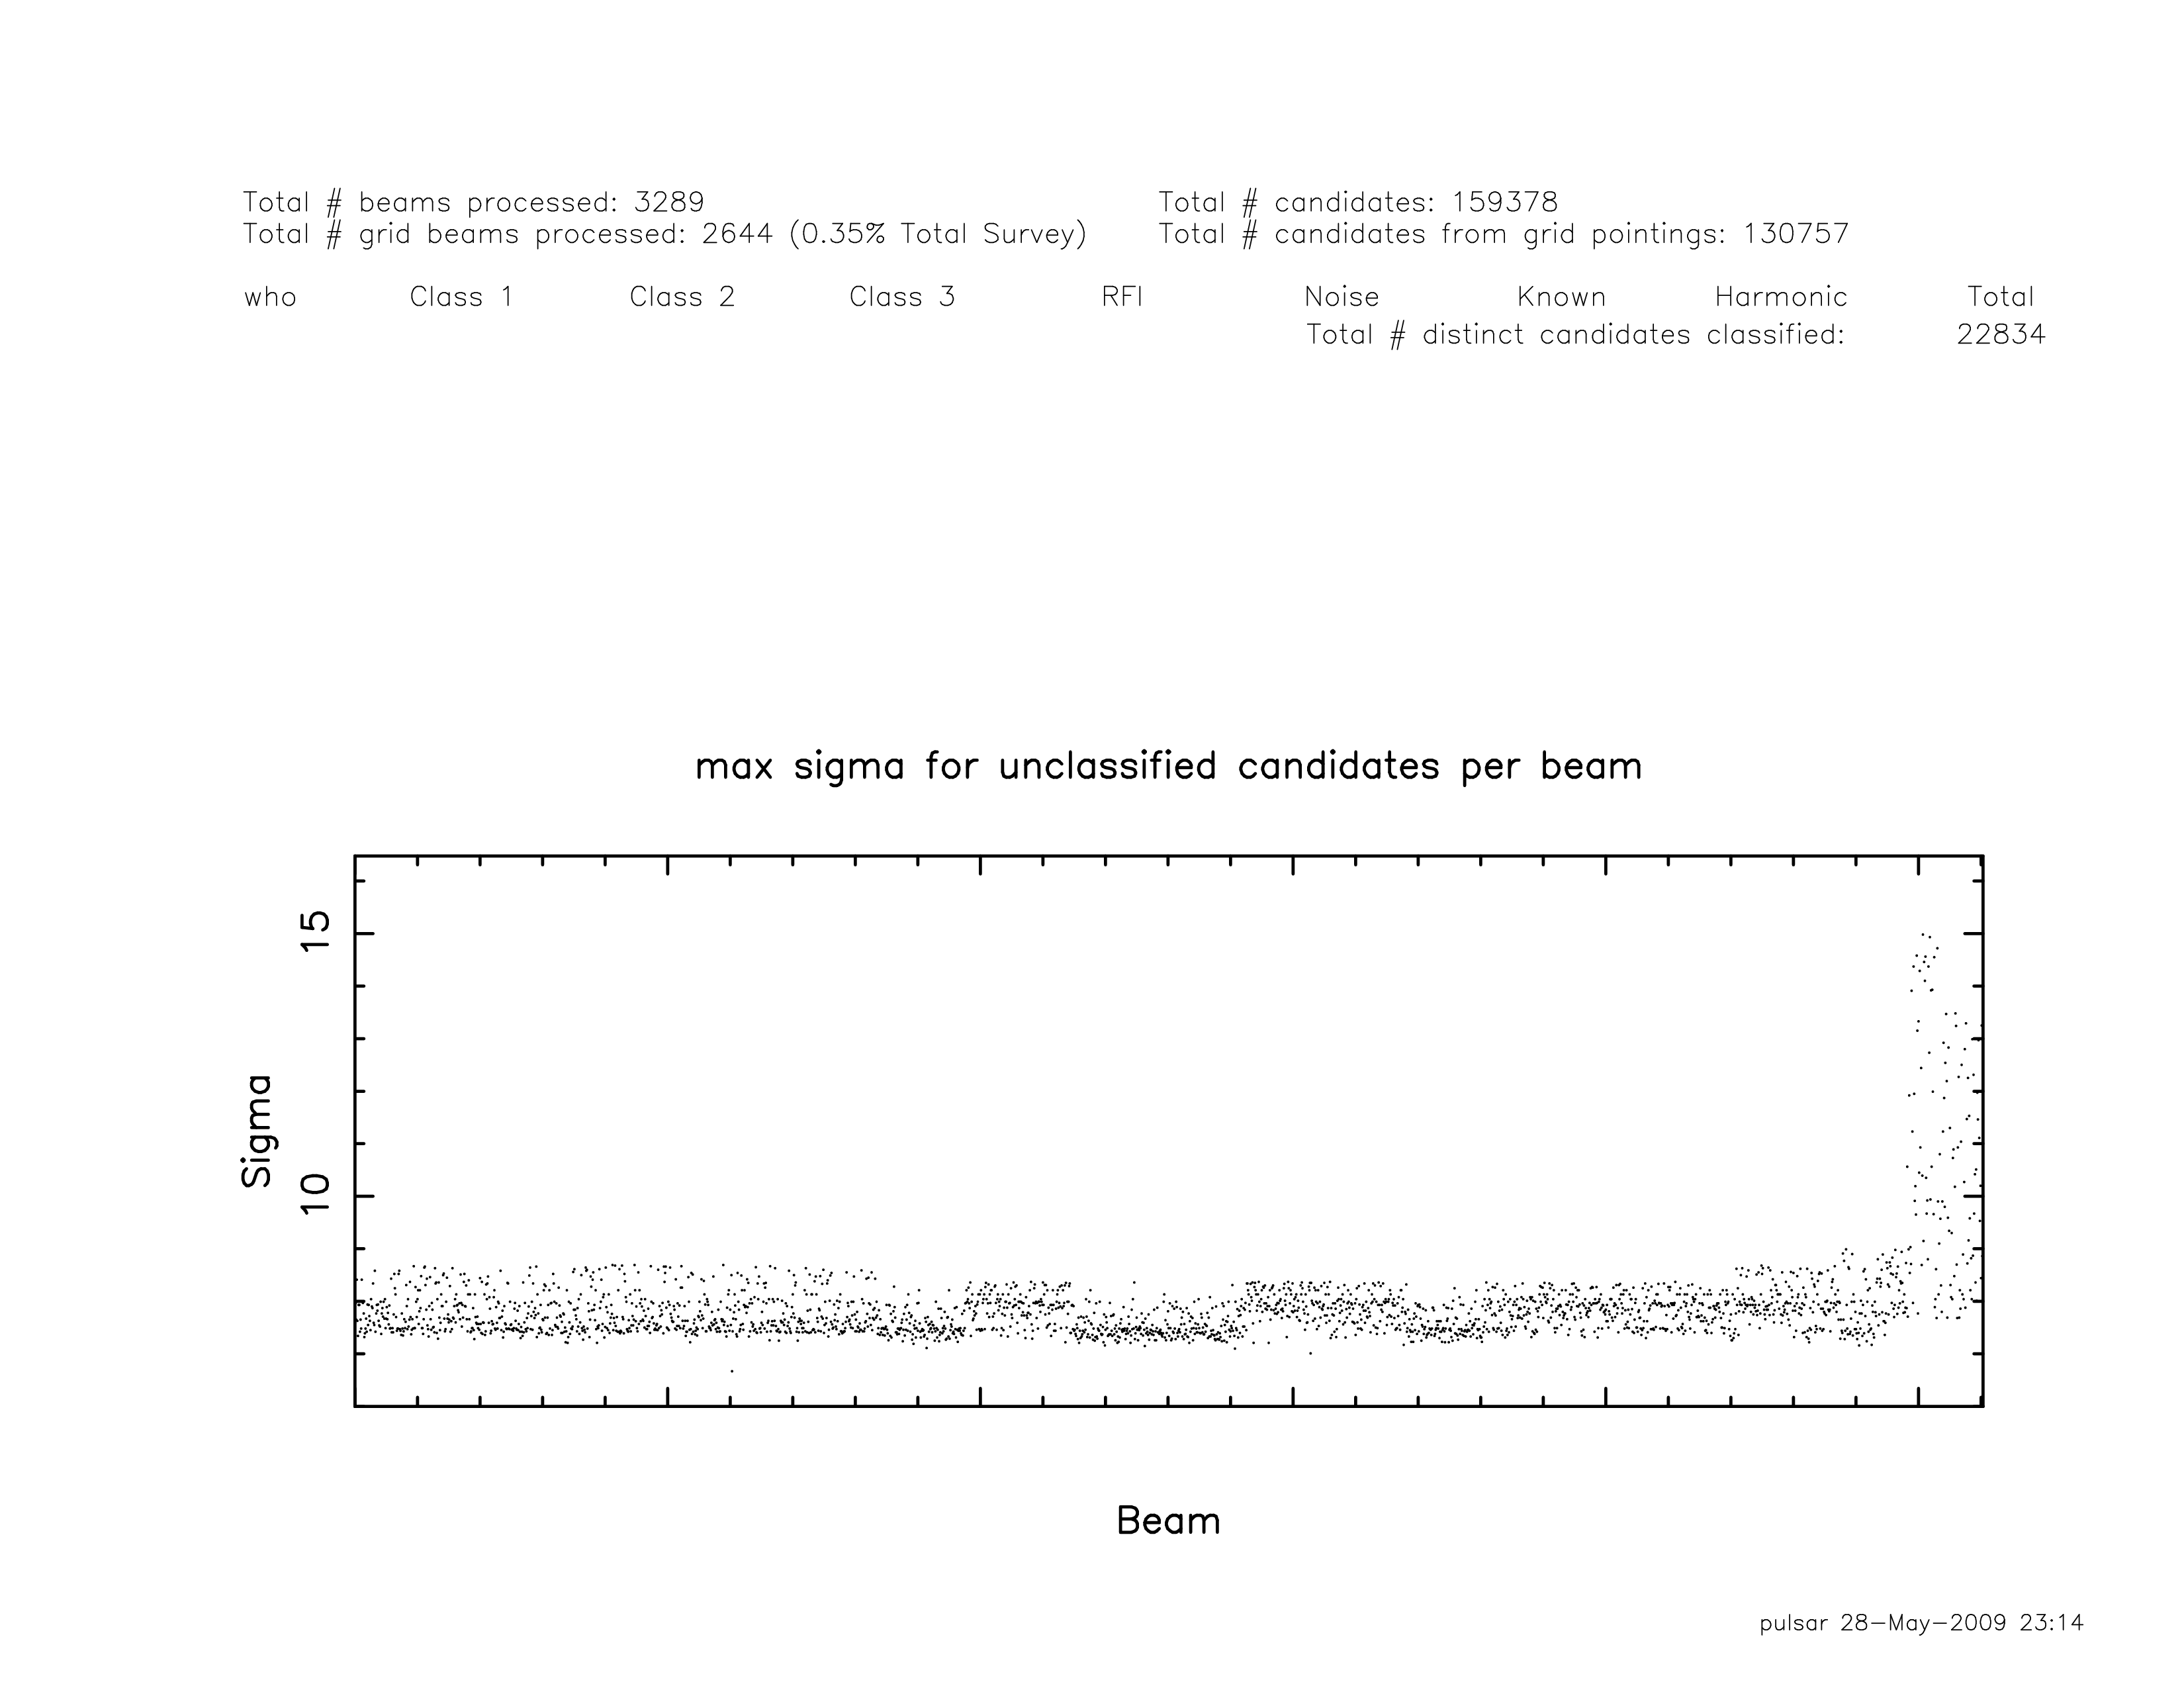 Total # beams processed: 3289 Total # candidates: 159378
Total # grid beams processed: 2644 (0.35% Total Survey) Total # candidates from grid pointings: 130757
who Class 1 Class 2 Class 3 RFI Noise Known Harmonic Total
Total # distinct candidates classified: 22834
max sigma for unclassified candidates per beam
15
10
Sigma
Beam
pulsar 28-May-2009 23:14